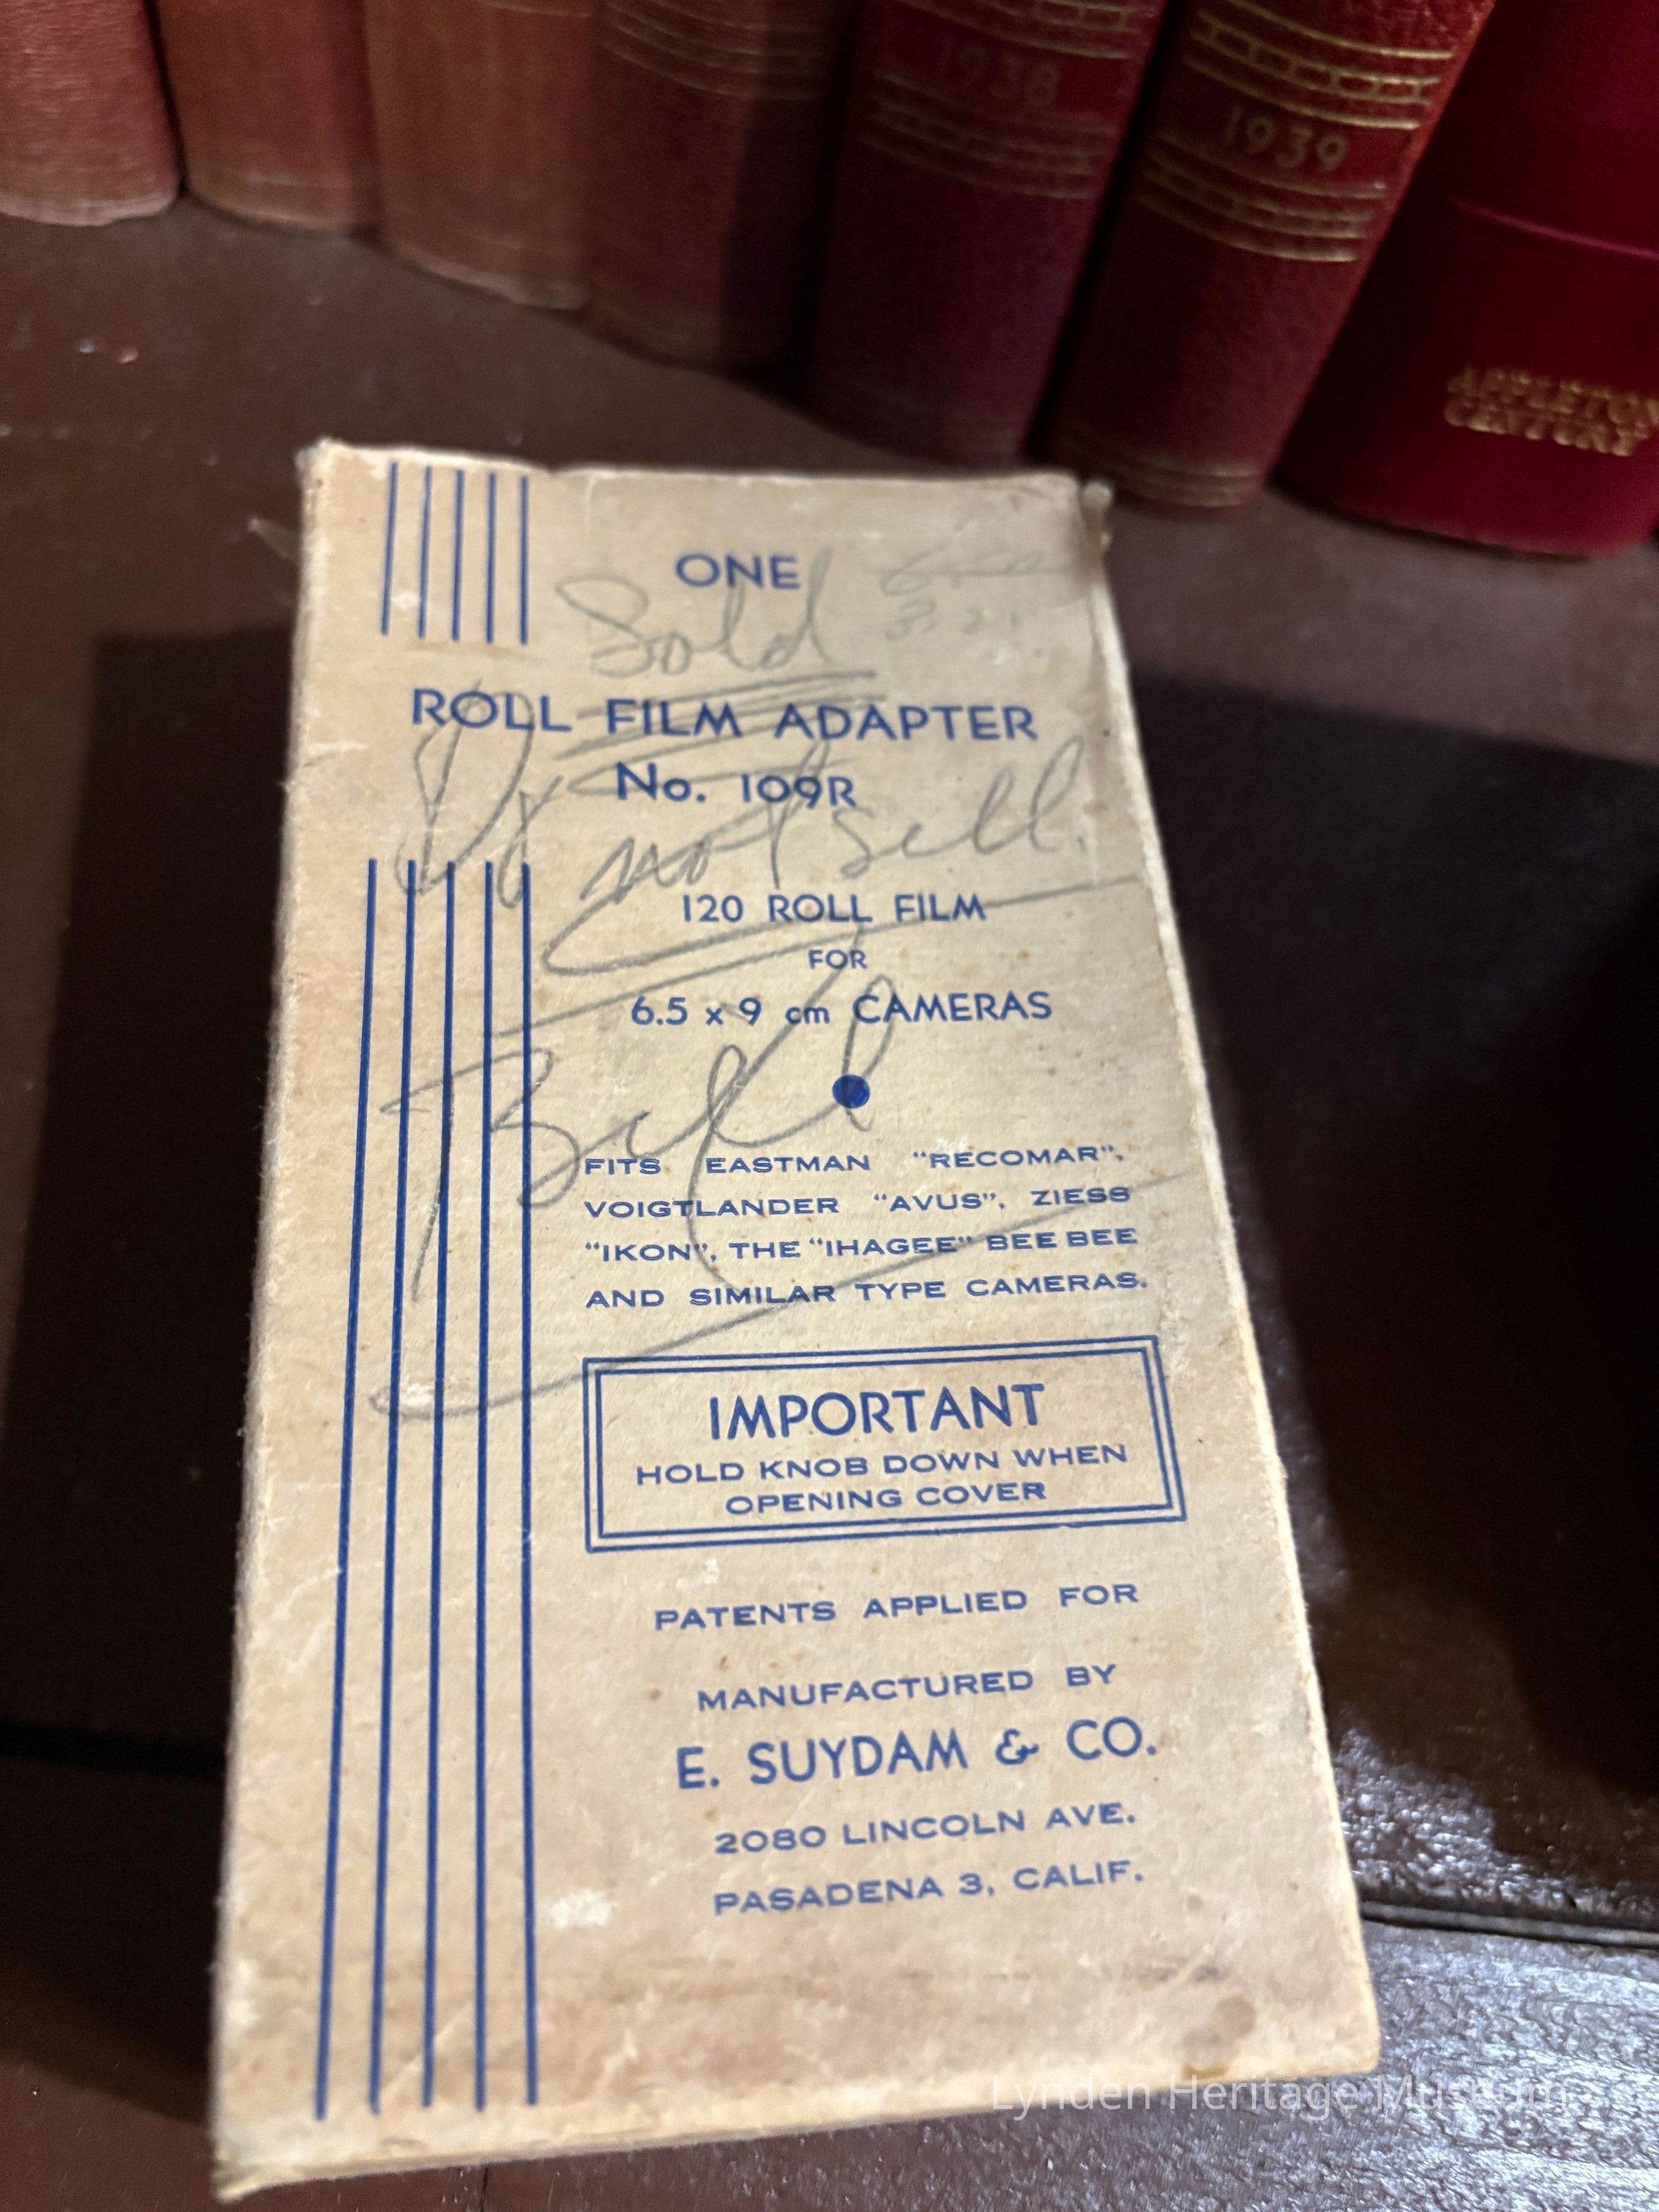 1938
1939
APPLETON
CENTURY
ONE
Sold
ROLL FILM ADAPTER
No. 109R
Do not sell.
120 ROLL FILM
FOR
6.5 x 9 cm CAMERAS
Bill
FITS EASTMAN "RECOMAR",
VOIGTLANDER "AVUS", ZIESS
"IKON", THE "IHAGEE" BEE BEE
AND SIMILAR TYPE CAMERAS.
IMPORTANT
HOLD KNOB DOWN WHEN
OPENING COVER
PATENTS APPLIED FOR
MANUFACTURED BY
E. SUYDAM & CO.
2080 LINCOLN AVE.
PASADENA 3, CALIF.
Lynden Heritage Museum